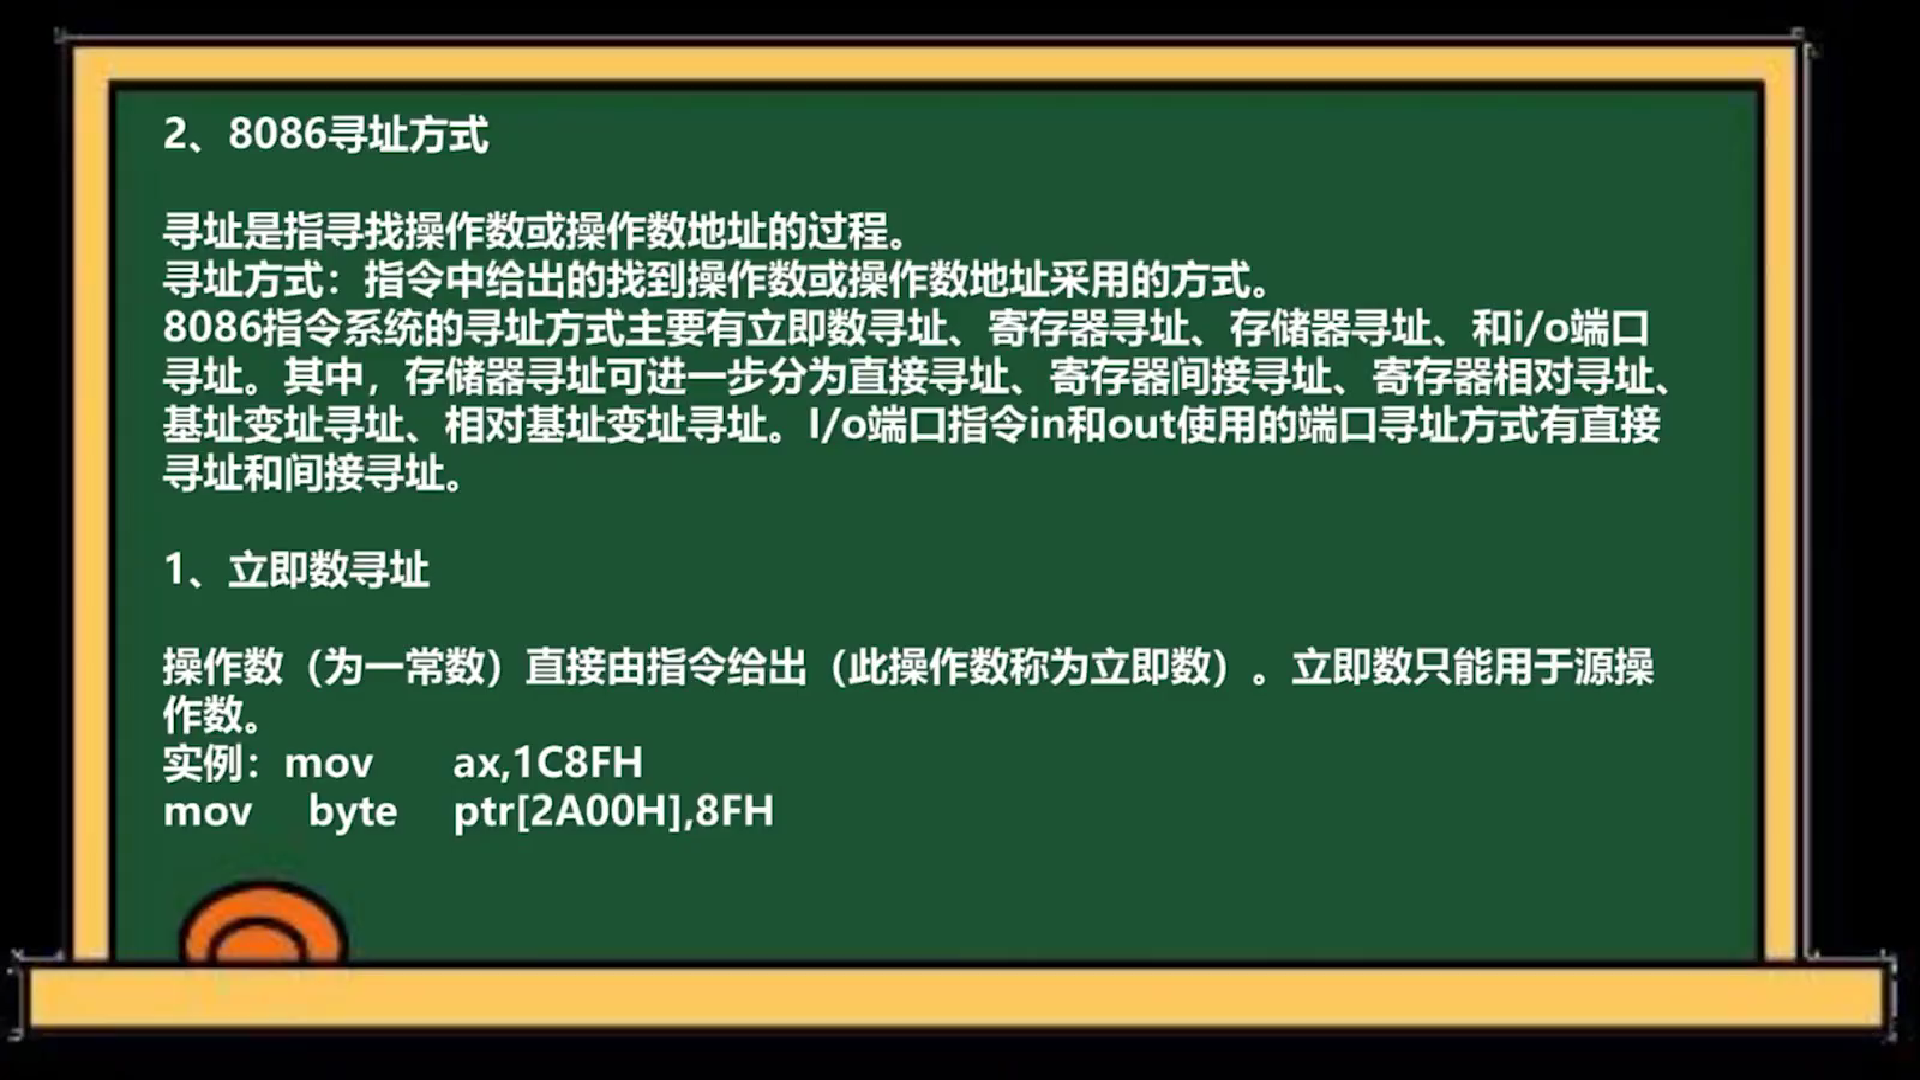 2、8086寻址方式
寻址是指寻找操作数或操作数地址的过程。
寻址方式：指令中给出的找到操作数或操作数地址采用的方式。
8086指令系统的寻址方式主要有立即数寻址、寄存器寻址、存储器寻址、和i/o端口
寻址。其中，存储器寻址可进一步分为直接寻址、寄存器间接寻址、寄存器相对寻址、
基址变址寻址、相对基址变址寻址。I/o端口指令in和out使用的端口寻址方式有直接
寻址和间接寻址。
1、立即数寻址
操作数（为一常数）直接由指令给出（此操作数称为立即数）。立即数只能用于源操
作数。
实例：mov ax,1C8FH
mov byte ptr[2A00H],8FH